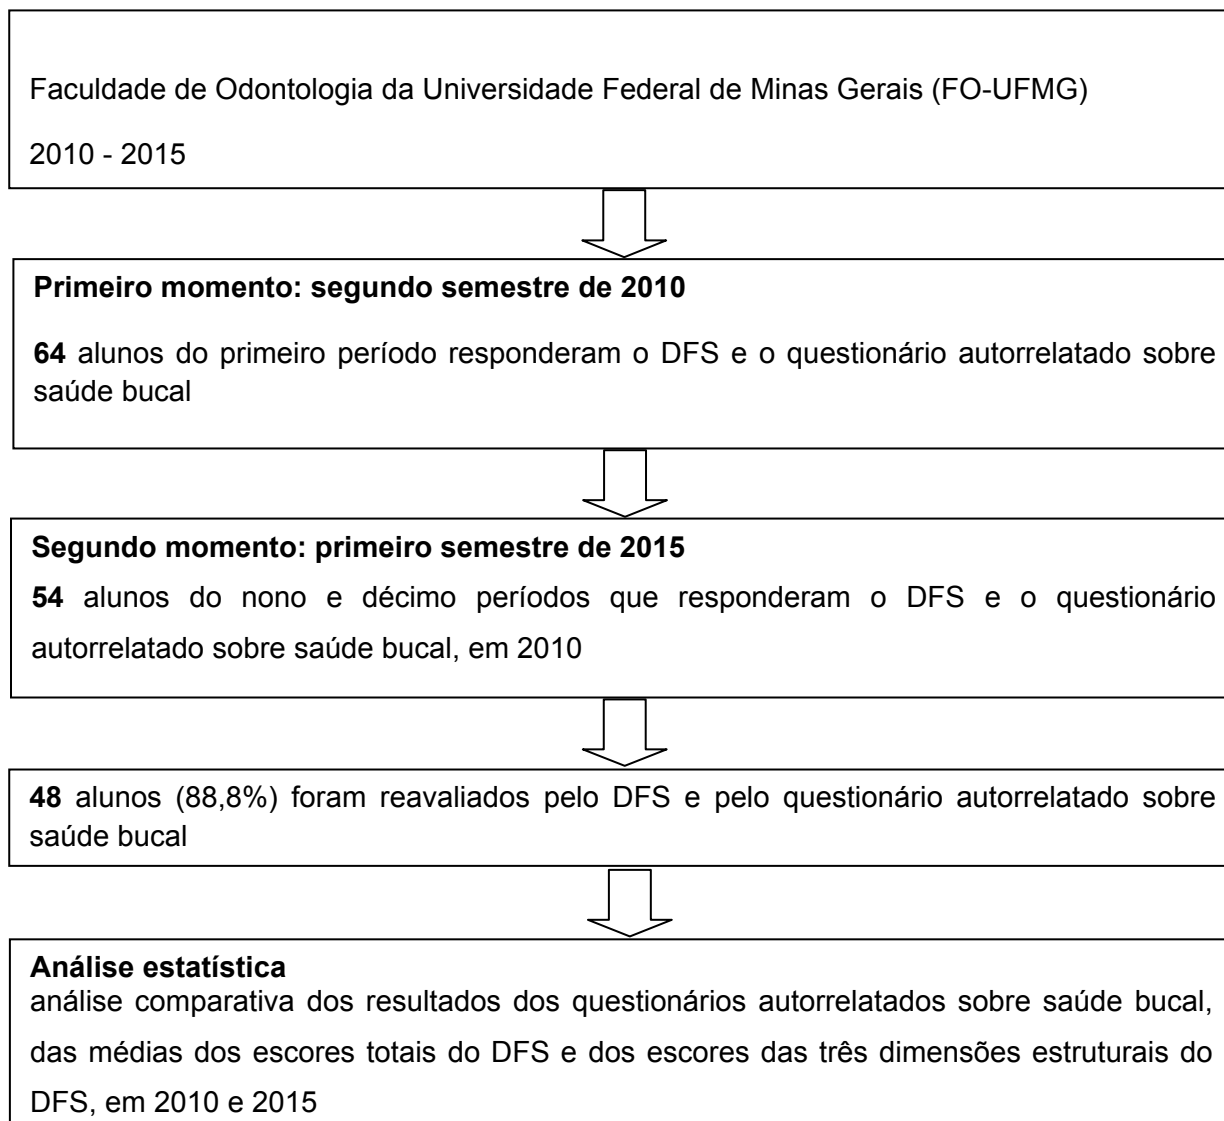 Faculdade de Odontologia da Universidade Federal de Minas Gerais (FO-UFMG)
2010 - 2015
Primeiro momento: segundo semestre de 2010
64 alunos do primeiro período responderam o DFS e o questionário autorrelatado sobre
saúde bucal
Segundo momento: primeiro semestre de 2015
54 alunos do nono e décimo períodos que responderam o DFS e o questionário
autorrelatado sobre saúde bucal, em 2010
48 alunos (88,8%) foram reavaliados pelo DFS e pelo questionário autorrelatado sobre
saúde bucal
Análise estatística
análise comparativa dos resultados dos questionários autorrelatados sobre saúde bucal,
das médias dos escores totais do DFS e dos escores das três dimensões estruturais do
DFS, em 2010 e 2015